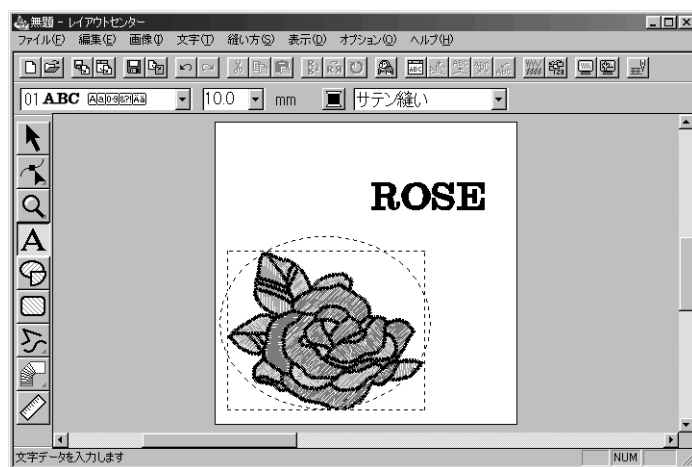 無題 - レイアウトセンター
ファイル(F) 編集(E) 画像(I) 文字(T) 縫い方(S) 表示(D) オプション(O) ヘルプ(H)
01 ABC 10.0 mm サテン縫い
A
ROSE
文字データを入力します NUM